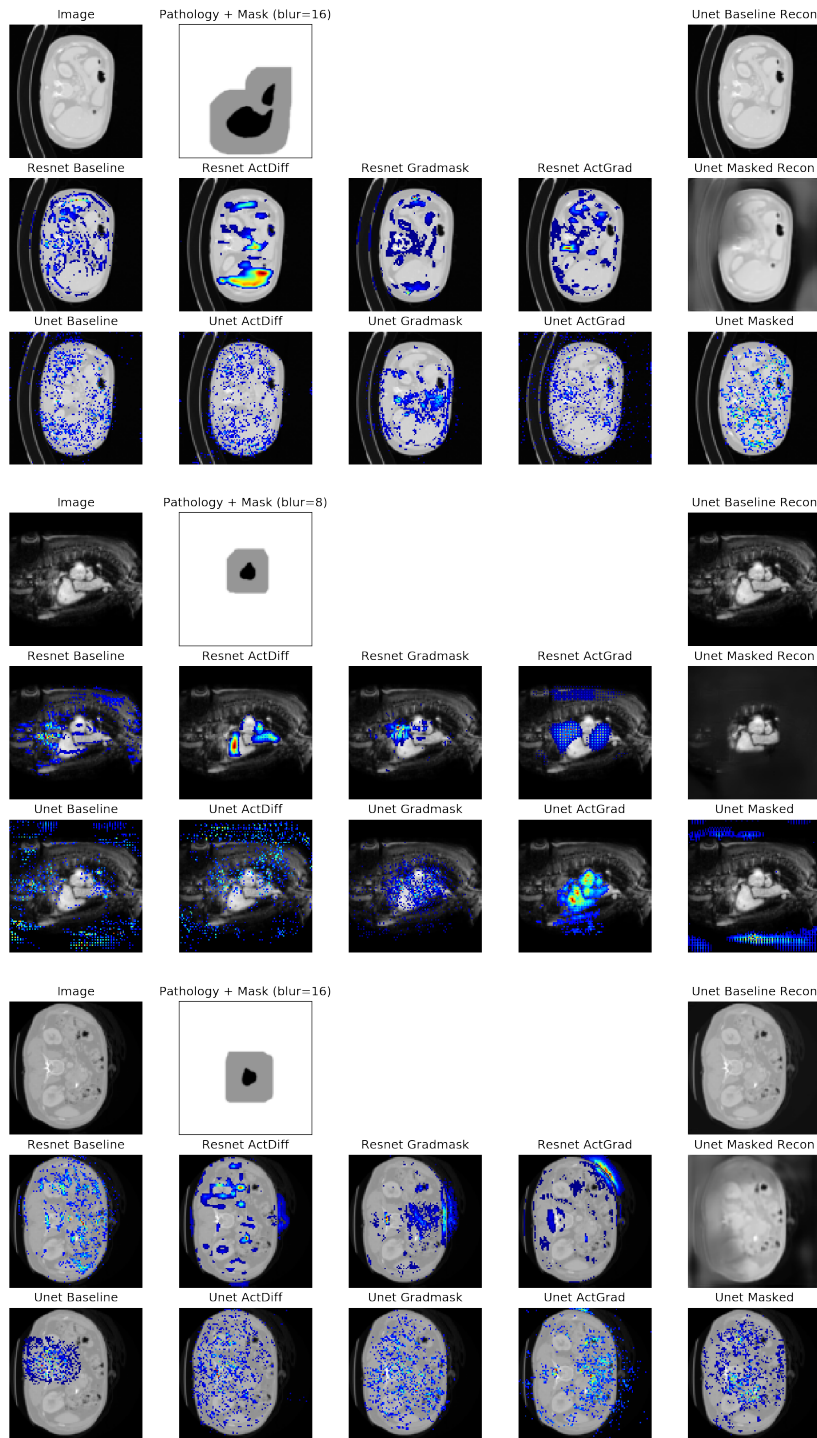 Image Pathology + Mask (blur=16) Unet Baseline Recon
Resnet Baseline Resnet ActDiff Resnet Gradmask Resnet ActGrad Unet Masked Recon
Unet Baseline Unet ActDiff Unet Gradmask Unet ActGrad Unet Masked
Image Pathology + Mask (blur=8) Unet Baseline Recon
Resnet Baseline Resnet ActDiff Resnet Gradmask Resnet ActGrad Unet Masked Recon
Unet Baseline Unet ActDiff Unet Gradmask Unet ActGrad Unet Masked
Image Pathology + Mask (blur=16) Unet Baseline Recon
Resnet Baseline Resnet ActDiff Resnet Gradmask Resnet ActGrad Unet Masked Recon
Unet Baseline Unet ActDiff Unet Gradmask Unet ActGrad Unet Masked